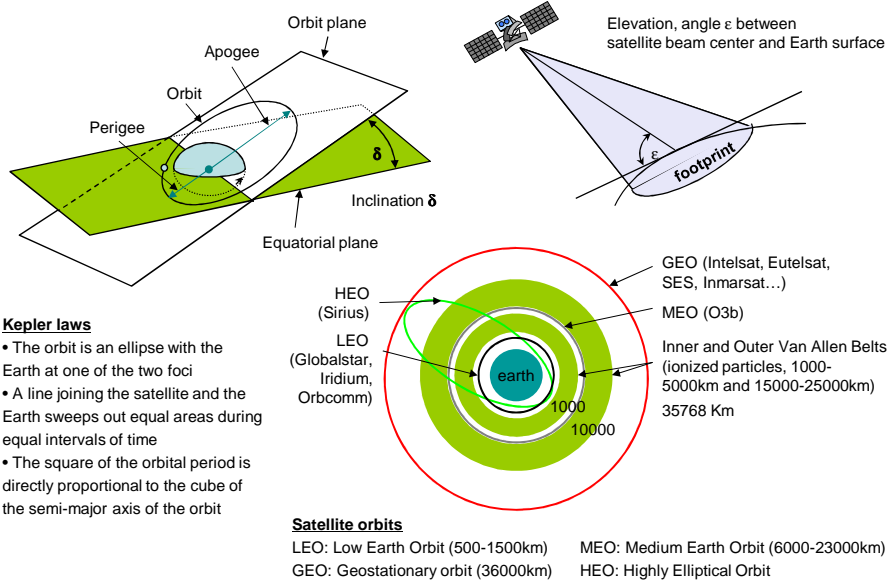 Orbit plane
Apogee
Orbit
Perigee
δ
Inclination δ
Equatorial plane
Elevation, angle ε between
satellite beam center and Earth surface
ε
footprint
Kepler laws
• The orbit is an ellipse with the
Earth at one of the two foci
• A line joining the satellite and the
Earth sweeps out equal areas during
equal intervals of time
• The square of the orbital period is
directly proportional to the cube of
the semi-major axis of the orbit
HEO
(Sirius)
LEO
(Globalstar,
Iridium,
Orbcomm)
earth
1000
10000
GEO (Intelsat, Eutelsat,
SES, Inmarsat…)
MEO (O3b)
Inner and Outer Van Allen Belts
(ionized particles, 1000-
5000km and 15000-25000km)
35768 Km
Satellite orbits
LEO: Low Earth Orbit (500-1500km)
MEO: Medium Earth Orbit (6000-23000km)
GEO: Geostationary orbit (36000km)
HEO: Highly Elliptical Orbit